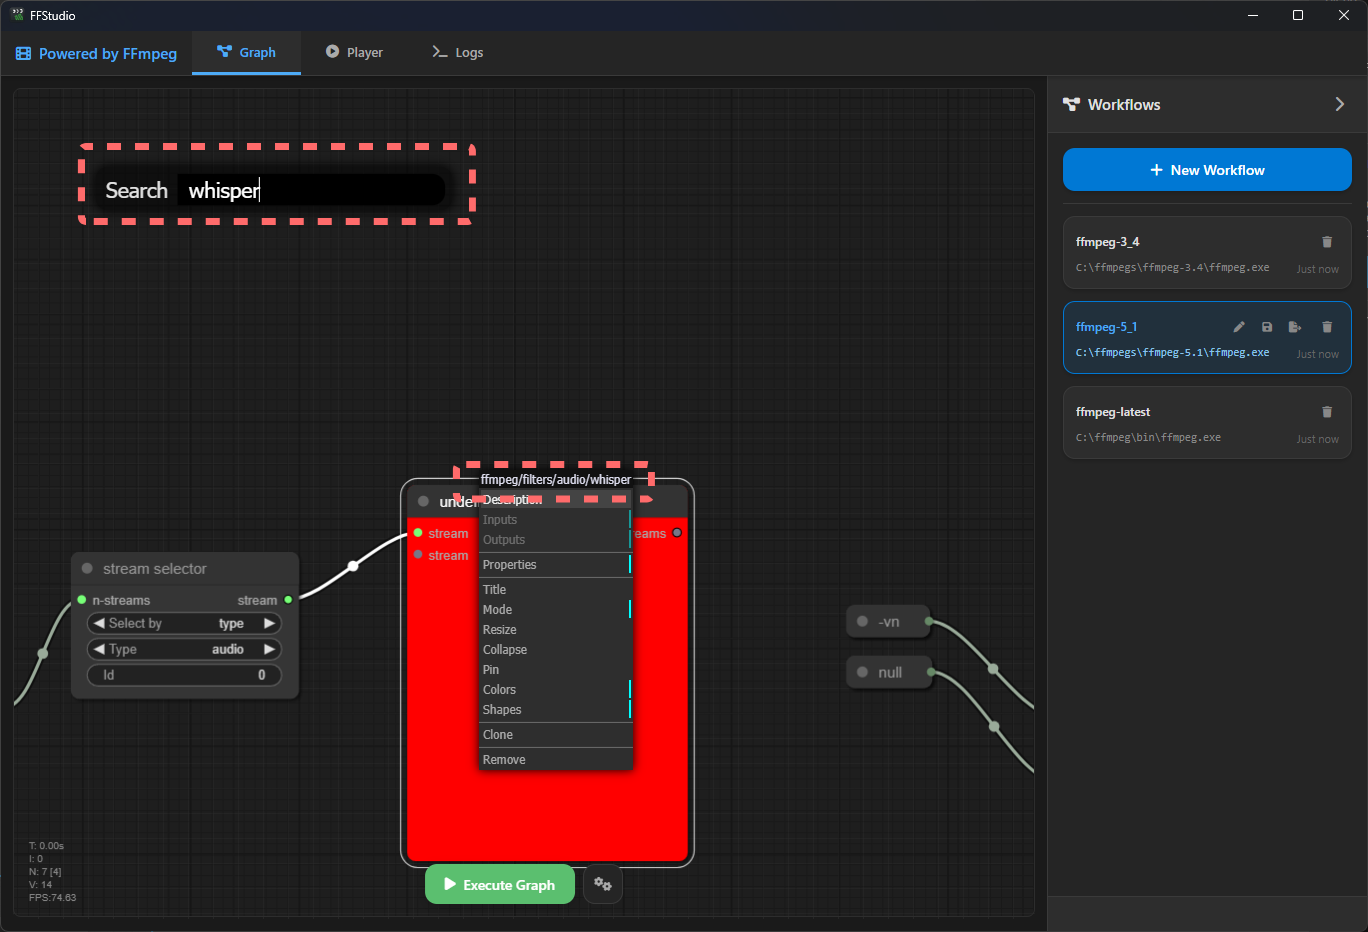 FFStudio
Powered by FFmpeg
Graph
Player
Logs
Workflows
New Workflow
ffmpeg-3_4
C:\ffmpegs\ffmpeg-3.4\ffmpeg.exe
Just now
ffmpeg-5_1
C:\ffmpegs\ffmpeg-5.1\ffmpeg.exe
Just now
ffmpeg-latest
C:\ffmpeg\bin\ffmpeg.exe
Just now
Search whisper
stream selector
n-streams stream
Select by type
Type audio
Id 0
stream
stream
ffmpeg/filters/audio/whisper
Description
Inputs
Outputs
Properties
Title
Mode
Resize
Collapse
Pin
Colors
Shapes
Clone
Remove
-vn
null
T: 0.00s
I: 0
N: 7 [4]
V: 14
FPS:74.63
Execute Graph